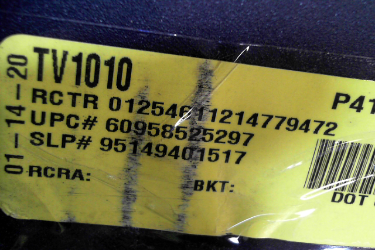 01-14-20
TV1010
RCTR 01254611214779472
UPC# 60958525297
SLP# 95149401517
RCRA: BKT:
P41
DOT